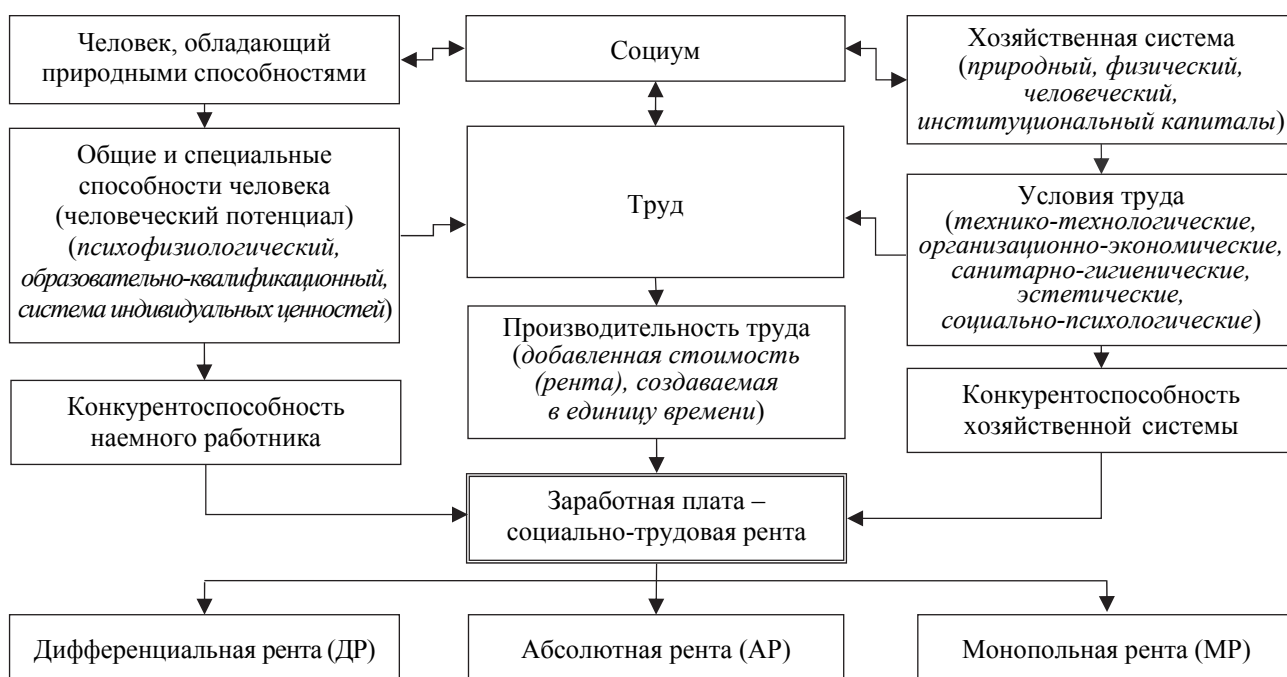 Человек, обладающий
природными способностями
Социум
Хозяйственная система
(природный, физический,
человеческий,
институциональный капиталы)
Общие и специальные
способности человека
(человеческий потенциал)
(психофизиологический,
образовательно-квалификационный,
система индивидуальных ценностей)
Труд
Условия труда
(технико-технологические,
организационно-экономические,
санитарно-гигиенические,
эстетические,
социально-психологические)
Производительность труда
(добавленная стоимость
(рента), создаваемая
в единицу времени)
Конкурентоспособность
наемного работника
Конкурентоспособность
хозяйственной системы
Заработная плата –
социально-трудовая рента
Дифференциальная рента (ДР)
Абсолютная рента (АР)
Монопольная рента (МР)